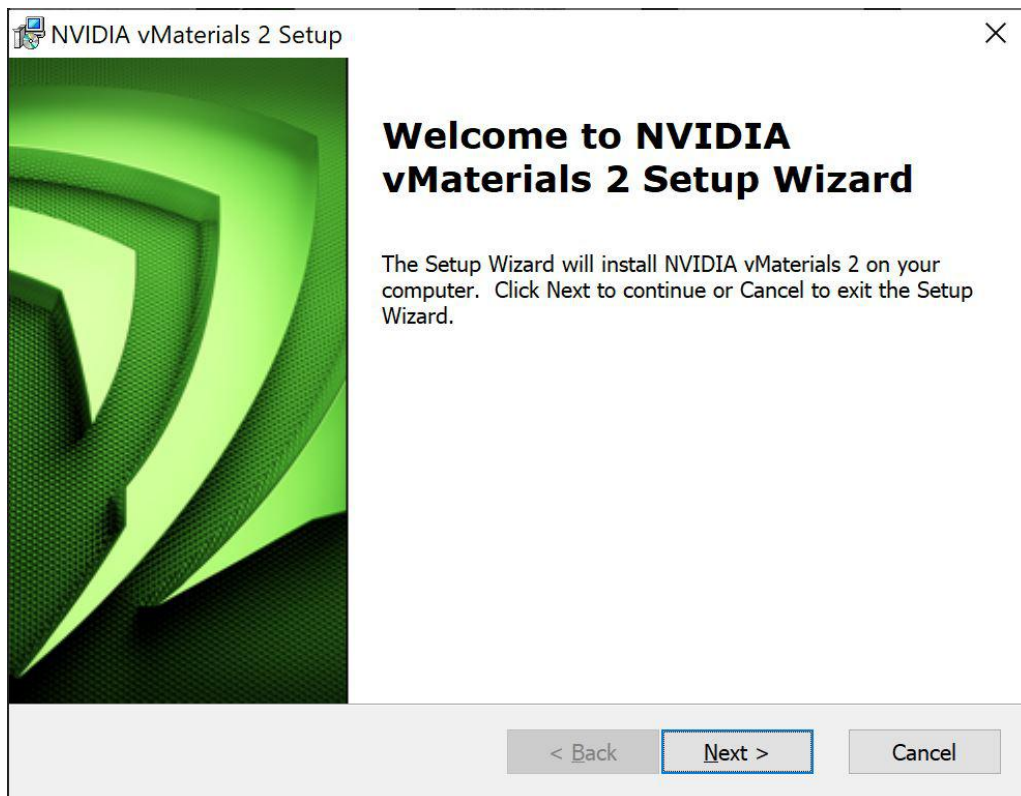 NVIDIA vMaterials 2 Setup
Welcome to NVIDIA
vMaterials 2 Setup Wizard
The Setup Wizard will install NVIDIA vMaterials 2 on your
computer.  Click Next to continue or Cancel to exit the Setup
Wizard.
< Back
Next >
Cancel